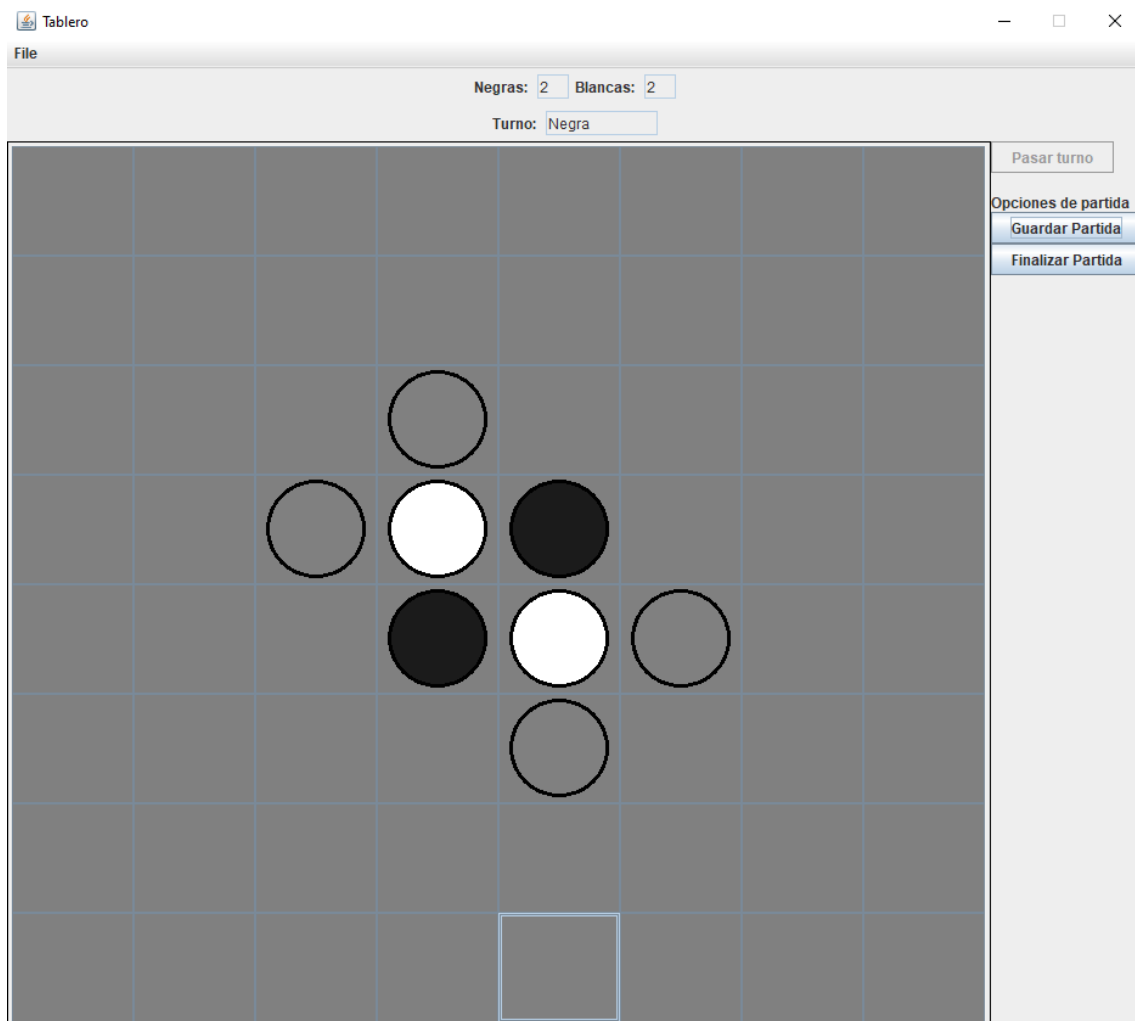 Tablero
File
Negras: 2 Blancas: 2
Turno: Negra
Pasar turno
Opciones de partida
Guardar Partida
Finalizar Partida